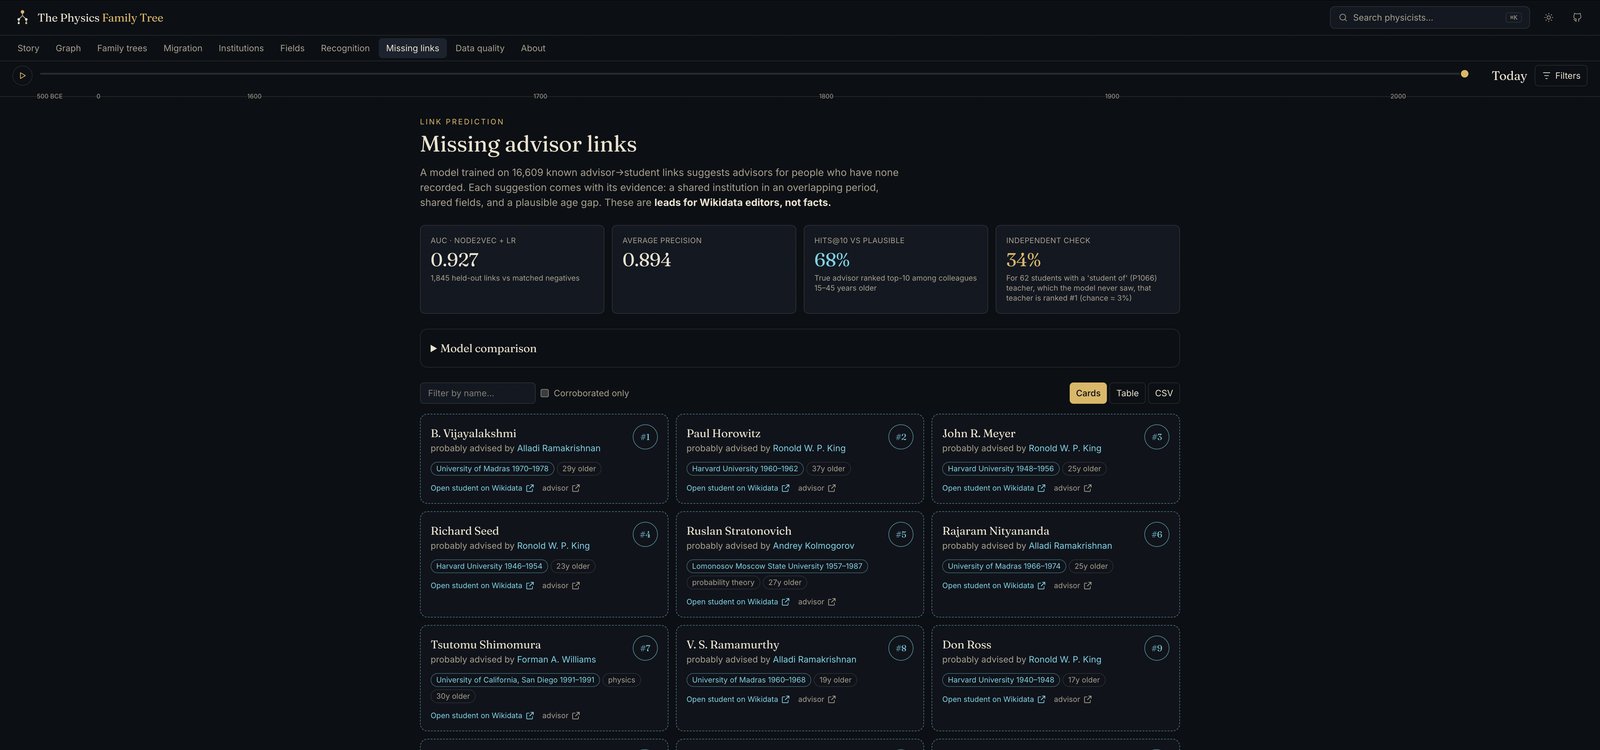 The Physics Family Tree
Search physicists... ⌘K
Story Graph Family trees Migration Institutions Fields Recognition Missing links Data quality About
Today Filters
500 BCE 0 1600 1700 1800 1900 2000
LINK PREDICTION
Missing advisor links
A model trained on 16,609 known advisor→student links suggests advisors for people who have none
recorded. Each suggestion comes with its evidence: a shared institution in an overlapping period,
shared fields, and a plausible age gap. These are leads for Wikidata editors, not facts.
AUC · NODE2VEC + LR
0.927
1,845 held-out links vs matched negatives
AVERAGE PRECISION
0.894
HITS@10 VS PLAUSIBLE
68%
True advisor ranked top-10 among colleagues
15–45 years older
INDEPENDENT CHECK
34%
For 62 students with a 'student of' (P1066)
teacher, which the model never saw, that
teacher is ranked #1 (chance ≈ 3%)
Model comparison
Filter by name... Corroborated only Cards Table CSV
B. Vijayalakshmi #1
probably advised by Alladi Ramakrishnan
University of Madras 1970–1978 29y older
Open student on Wikidata advisor
Paul Horowitz #2
probably advised by Ronold W. P. King
Harvard University 1960–1962 37y older
Open student on Wikidata advisor
John R. Meyer #3
probably advised by Ronold W. P. King
Harvard University 1948–1956 25y older
Open student on Wikidata advisor
Richard Seed #4
probably advised by Ronold W. P. King
Harvard University 1946–1954 23y older
Open student on Wikidata advisor
Ruslan Stratonovich #5
probably advised by Andrey Kolmogorov
Lomonosov Moscow State University 1957–1987
probability theory 27y older
Open student on Wikidata advisor
Rajaram Nityananda #6
probably advised by Alladi Ramakrishnan
University of Madras 1966–1974 25y older
Open student on Wikidata advisor
Tsutomu Shimomura #7
probably advised by Forman A. Williams
University of California, San Diego 1991–1991 physics
30y older
Open student on Wikidata advisor
V. S. Ramamurthy #8
probably advised by Alladi Ramakrishnan
University of Madras 1960–1968 19y older
Open student on Wikidata advisor
Don Ross #9
probably advised by Ronold W. P. King
Harvard University 1940–1948 17y older
Open student on Wikidata advisor